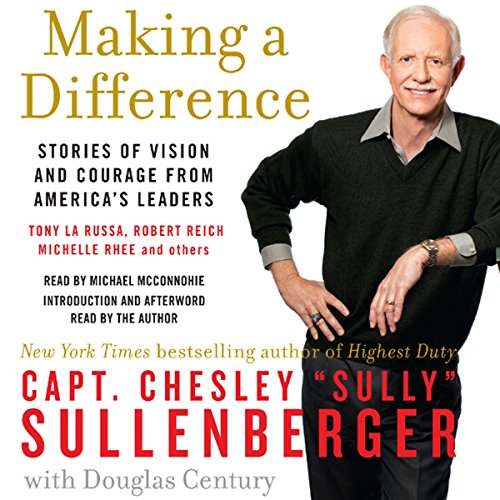 Making a
Difference
STORIES OF VISION
AND COURAGE FROM
AMERICA'S LEADERS
TONY LA RUSSA, ROBERT REICH
MICHELLE RHEE and others
READ BY MICHAEL MCCONNOHIE
INTRODUCTION AND AFTERWORD
READ BY THE AUTHOR
New York Times bestselling author of Highest Duty
CAPT. CHESLEY "SULLY"
SULLENBERGER
with Douglas Century